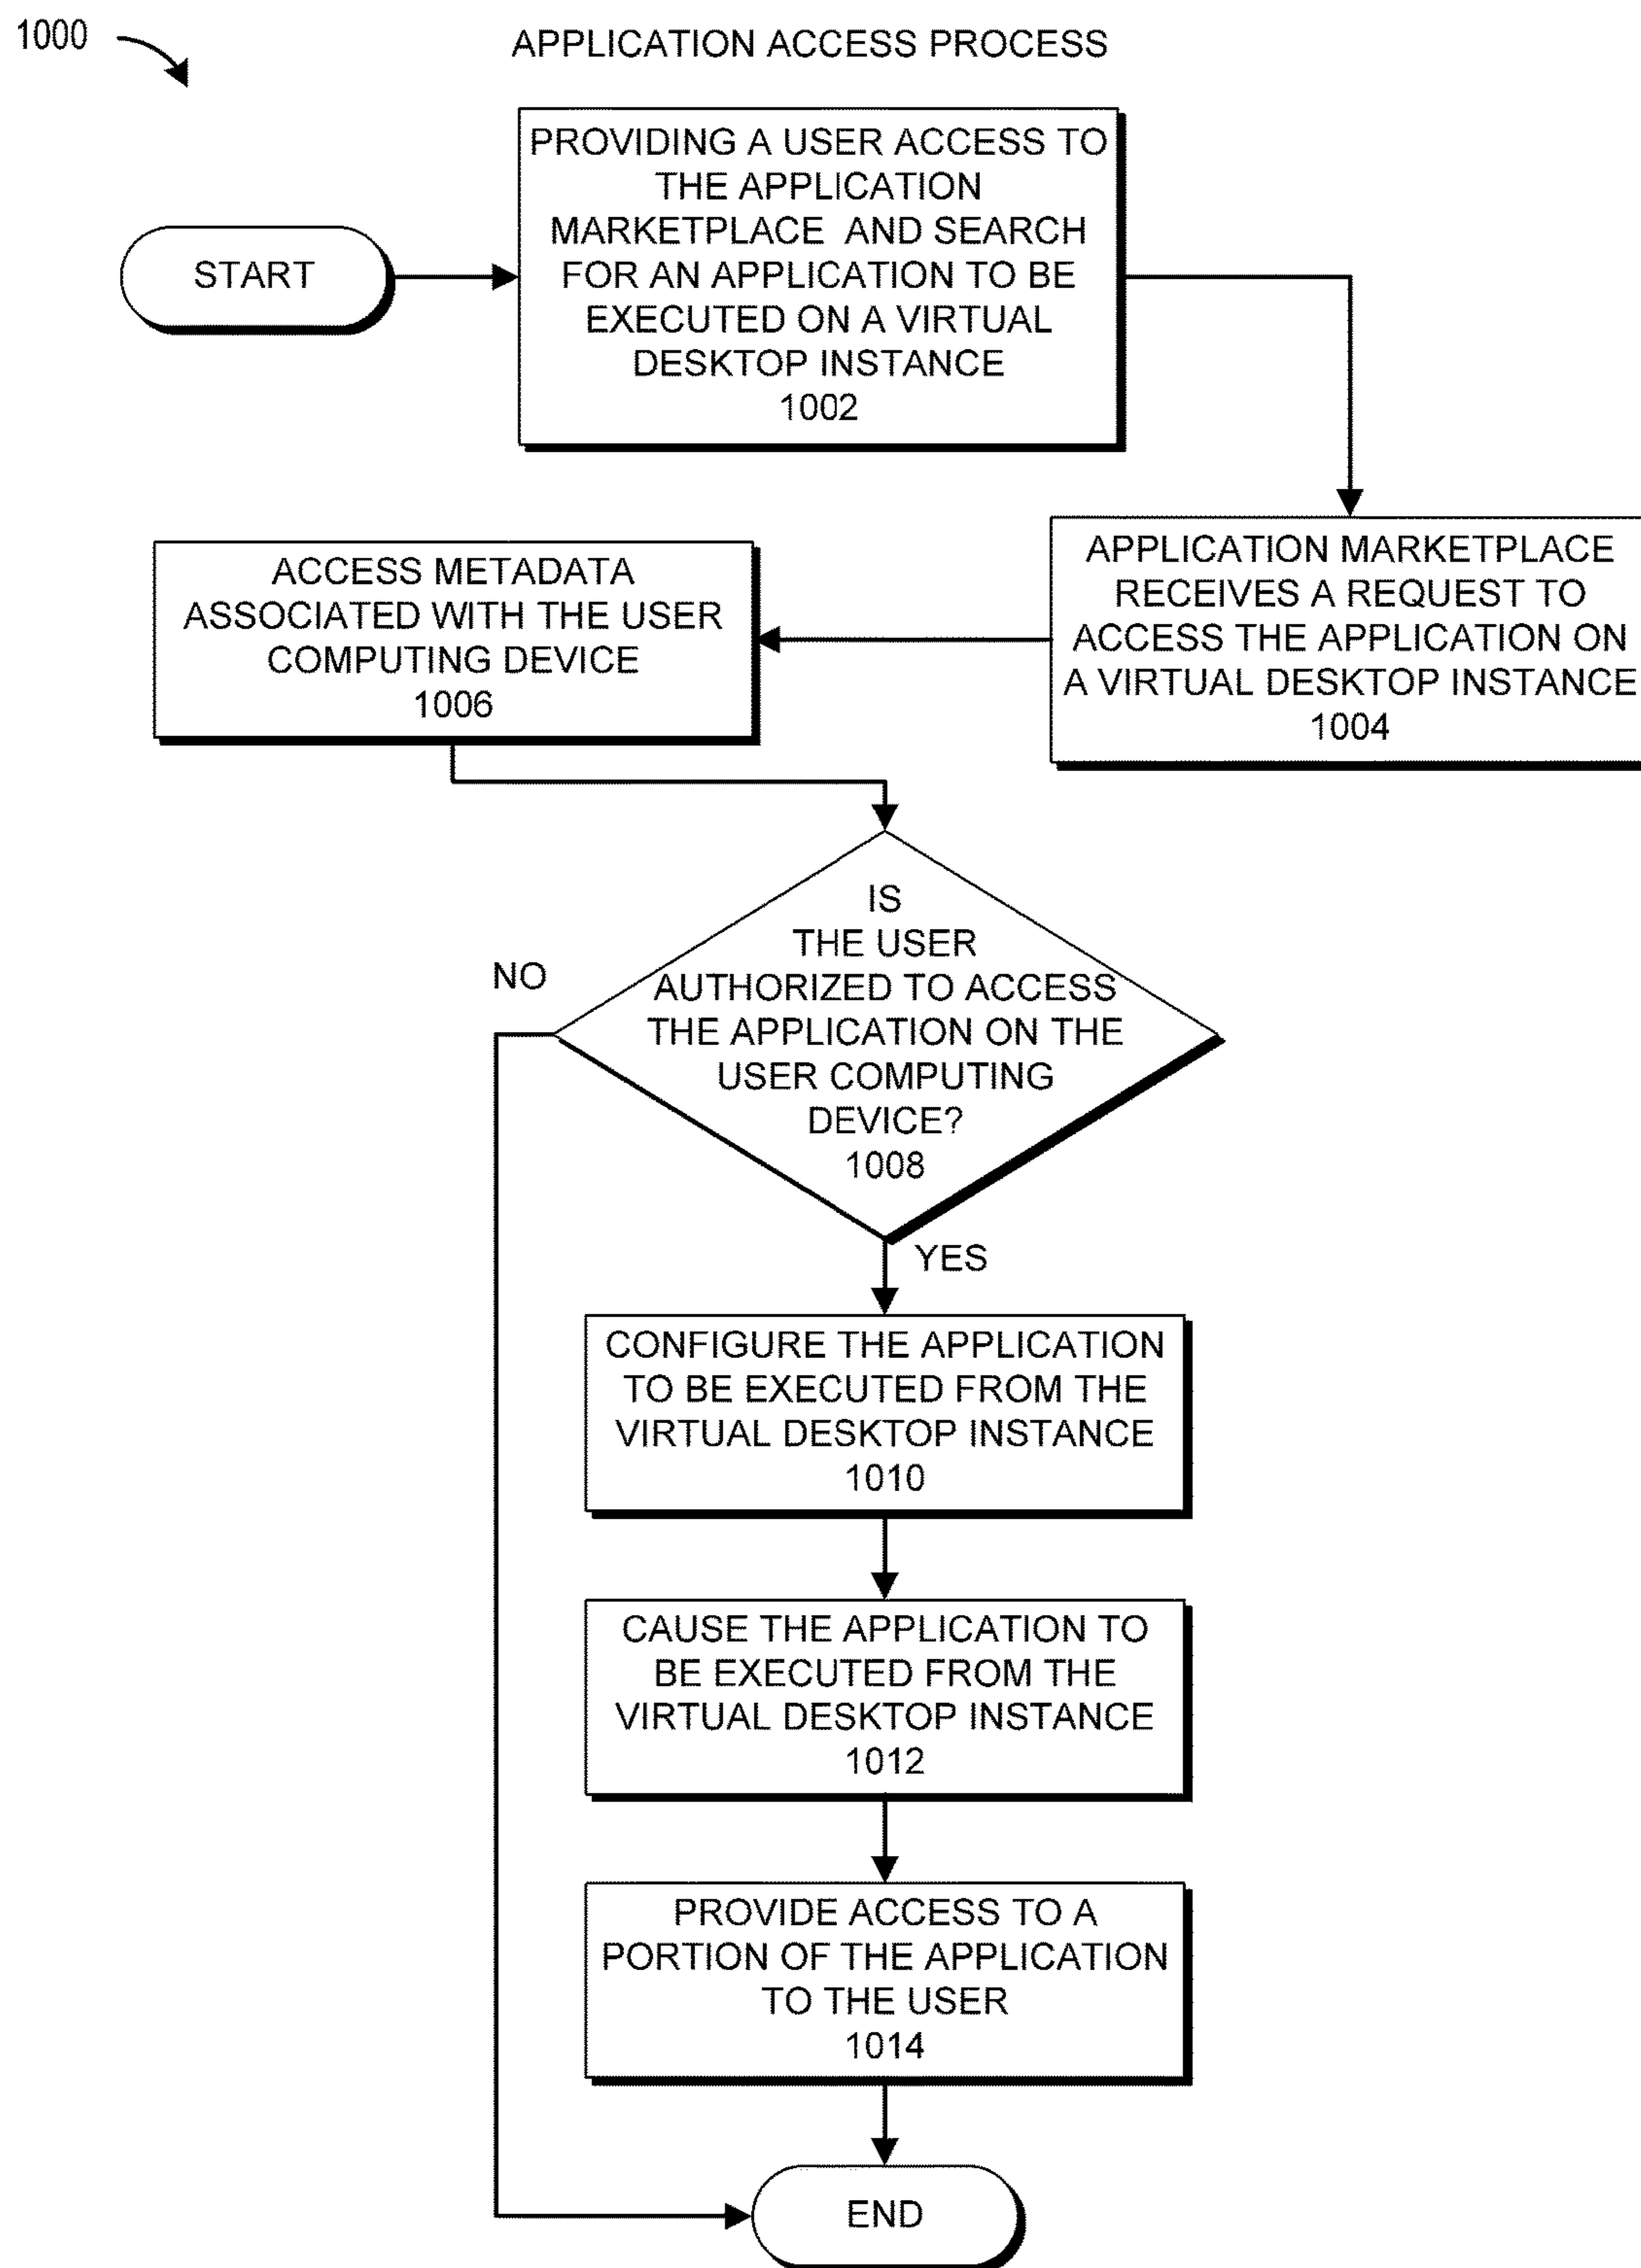 1000
APPLICATION ACCESS PROCESS
PROVIDING A USER ACCESS TO
THE APPLICATION
MARKETPLACE AND SEARCH
FOR AN APPLICATION TO BE
EXECUTED ON A VIRTUAL
DESKTOP INSTANCE
1002
START
APPLICATION MARKETPLACE
RECEIVES A REQUEST TO
ACCESS THE APPLICATION ON
A VIRTUAL DESKTOP INSTANCE
1004
ACCESS METADATA
ASSOCIATED WITH THE USER
COMPUTING DEVICE
1006
IS
THE USER
AUTHORIZED TO ACCESS
THE APPLICATION ON THE
USER COMPUTING
DEVICE?
1008
NO
YES
CONFIGURE THE APPLICATION
TO BE EXECUTED FROM THE
VIRTUAL DESKTOP INSTANCE
1010
CAUSE THE APPLICATION TO
BE EXECUTED FROM THE
VIRTUAL DESKTOP INSTANCE
1012
PROVIDE ACCESS TO A
PORTION OF THE APPLICATION
TO THE USER
1014
END